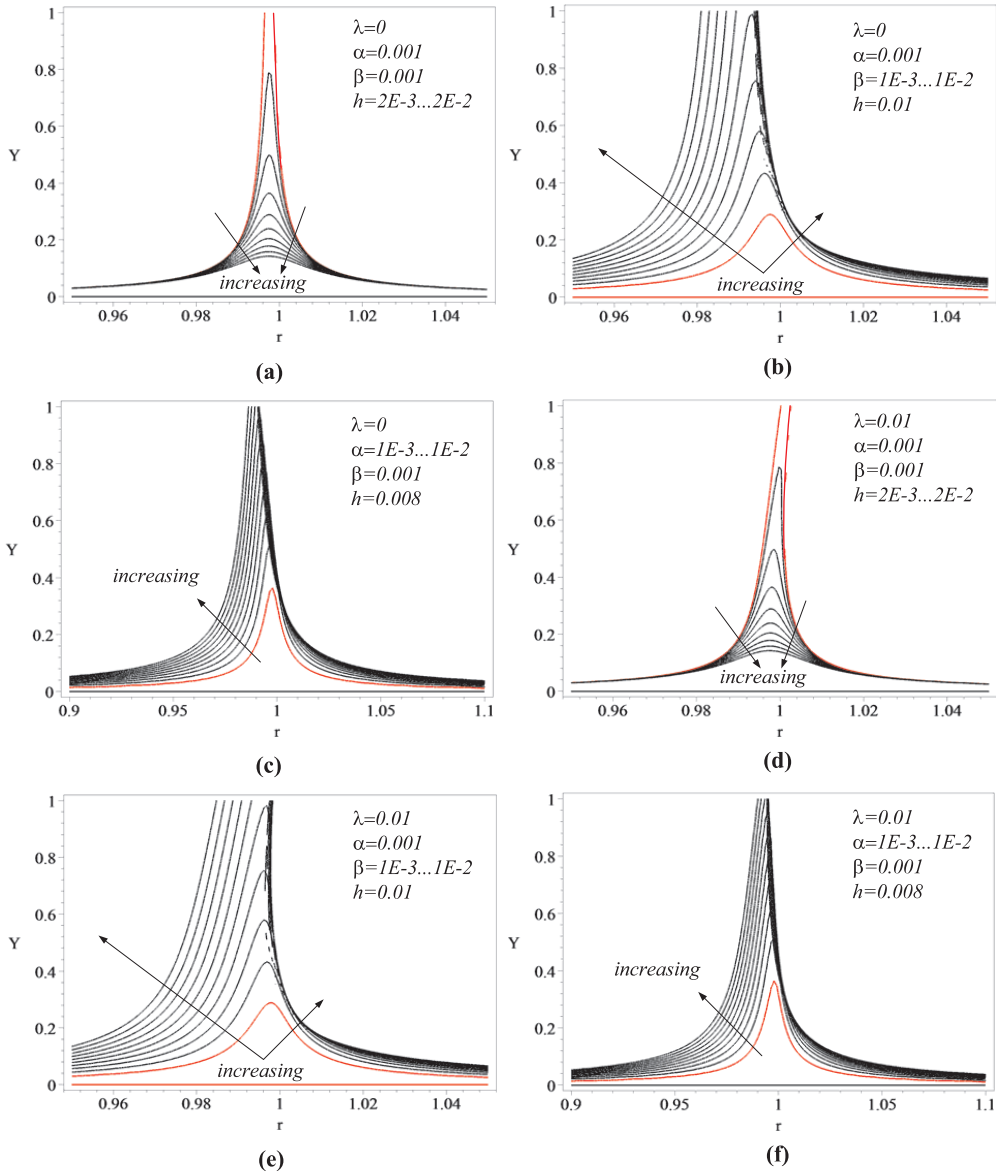 λ=0
α=0.001
β=0.001
h=2E-3...2E-2
1
0.8
0.6
Y
0.4
0.2
0
increasing
0.96
0.98
1
1.02
1.04
r
(a)
λ=0
α=0.001
β=1E-3...1E-2
h=0.01
1
0.8
0.6
Y
0.4
0.2
0
increasing
0.96
0.98
1
1.02
1.04
r
(b)
λ=0
α=1E-3...1E-2
β=0.001
h=0.008
1
0.8
0.6
Y
0.4
0.2
0
increasing
0.9
0.95
1
1.05
1.1
r
(c)
λ=0.01
α=0.001
β=0.001
h=2E-3...2E-2
1
0.8
0.6
Y
0.4
0.2
0
increasing
0.96
0.98
1
1.02
1.04
r
(d)
λ=0.01
α=0.001
β=1E-3...1E-2
h=0.01
1
0.8
0.6
Y
0.4
0.2
0
increasing
0.96
0.98
1
1.02
1.04
r
(e)
λ=0.01
α=1E-3...1E-2
β=0.001
h=0.008
1
0.8
0.6
Y
0.4
0.2
0
increasing
0.9
0.95
1
1.05
1.1
r
(f)